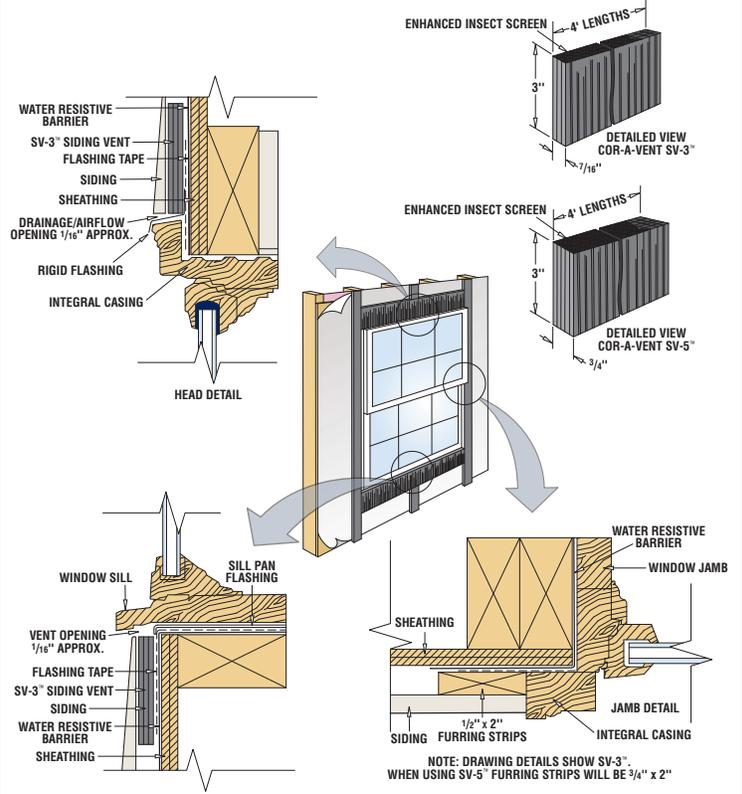 ENHANCED INSECT SCREEN
4' LENGTHS
3"
DETAILED VIEW
COR-A-VENT SV-3™
7/16"
WATER RESISTIVE
BARRIER
SV-3™ SIDING VENT
FLASHING TAPE
SIDING
SHEATHING
DRAINAGE/AIRFLOW
OPENING 1/16" APPROX.
RIGID FLASHING
INTEGRAL CASING
HEAD DETAIL
ENHANCED INSECT SCREEN
4' LENGTHS
3"
DETAILED VIEW
COR-A-VENT SV-5™
3/4"
WINDOW SILL
SILL PAN
FLASHING
VENT OPENING
1/16" APPROX.
FLASHING TAPE
SV-3™ SIDING VENT
SIDING
WATER RESISTIVE
BARRIER
SHEATHING
WATER RESISTIVE
BARRIER
WINDOW JAMB
SHEATHING
SIDING
1/2" x 2"
FURRING STRIPS
JAMB DETAIL
INTEGRAL CASING
NOTE: DRAWING DETAILS SHOW SV-3™.
WHEN USING SV-5™ FURRING STRIPS WILL BE 3/4" x 2"